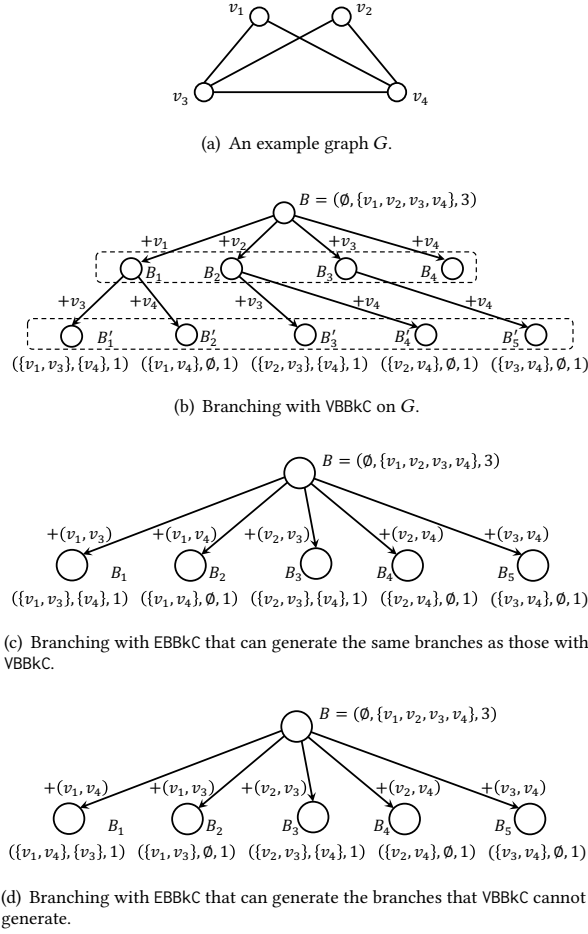 v₁ v₂
v₃ v₄
(a) An example graph G.
B = (∅, {v₁, v₂, v₃, v₄}, 3)
+v₁ +v₂ +v₃ +v₄
B₁ B₂ B₃ B₄
+v₃ +v₄ +v₃ +v₄ +v₄
B₁′ B₂′ B₃′ B₄′ B₅′
({v₁, v₃}, {v₄}, 1) ({v₁, v₄}, ∅, 1) ({v₂, v₃}, {v₄}, 1) ({v₂, v₄}, ∅, 1) ({v₃, v₄}, ∅, 1)
(b) Branching with VBBkC on G.
B = (∅, {v₁, v₂, v₃, v₄}, 3)
+(v₁, v₃) +(v₁, v₄) +(v₂, v₃) +(v₂, v₄) +(v₃, v₄)
B₁ B₂ B₃ B₄ B₅
({v₁, v₃}, {v₄}, 1) ({v₁, v₄}, ∅, 1) ({v₂, v₃}, {v₄}, 1) ({v₂, v₄}, ∅, 1) ({v₃, v₄}, ∅, 1)
(c) Branching with EBBkC that can generate the same branches as those with
VBBkC.
B = (∅, {v₁, v₂, v₃, v₄}, 3)
+(v₁, v₄) +(v₁, v₃) +(v₂, v₃) +(v₂, v₄) +(v₃, v₄)
B₁ B₂ B₃ B₄ B₅
({v₁, v₄}, {v₃}, 1) ({v₁, v₃}, ∅, 1) ({v₂, v₃}, {v₄}, 1) ({v₂, v₄}, ∅, 1) ({v₃, v₄}, ∅, 1)
(d) Branching with EBBkC that can generate the branches that VBBkC cannot
generate.